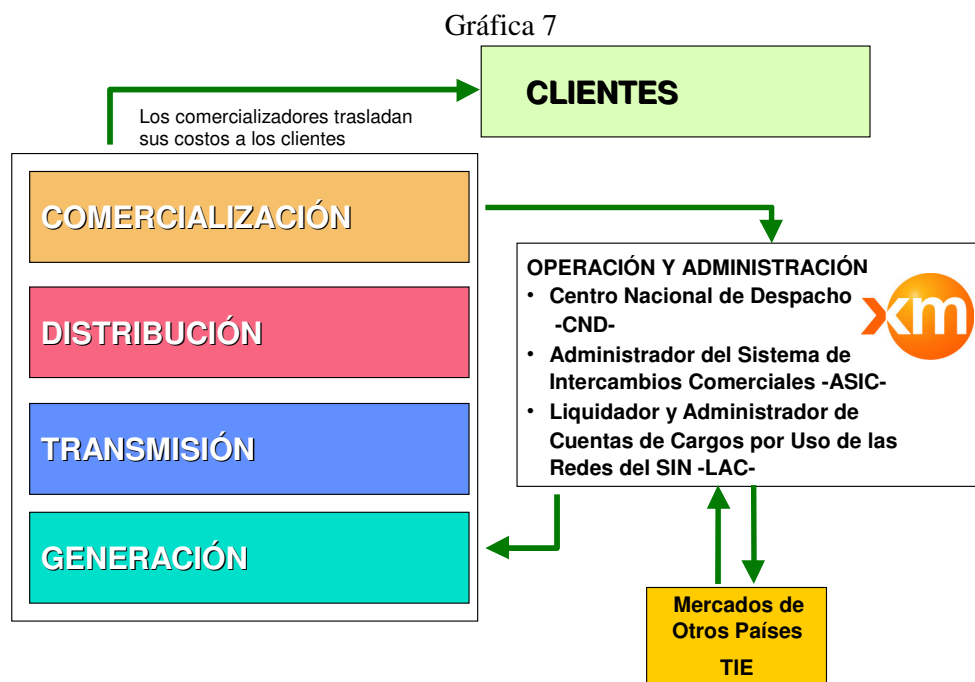 Gráfica 7
CLIENTES
Los comercializadores trasladan
sus costos a los clientes
COMERCIALIZACIÓN
DISTRIBUCIÓN
TRANSMISIÓN
GENERACIÓN
OPERACIÓN Y ADMINISTRACIÓN
• Centro Nacional de Despacho
-CND-
• Administrador del Sistema de
Intercambios Comerciales -ASIC-
• Liquidador y Administrador de
Cuentas de Cargos por Uso de las
Redes del SIN -LAC-
xm
Mercados de
Otros Países
TIE